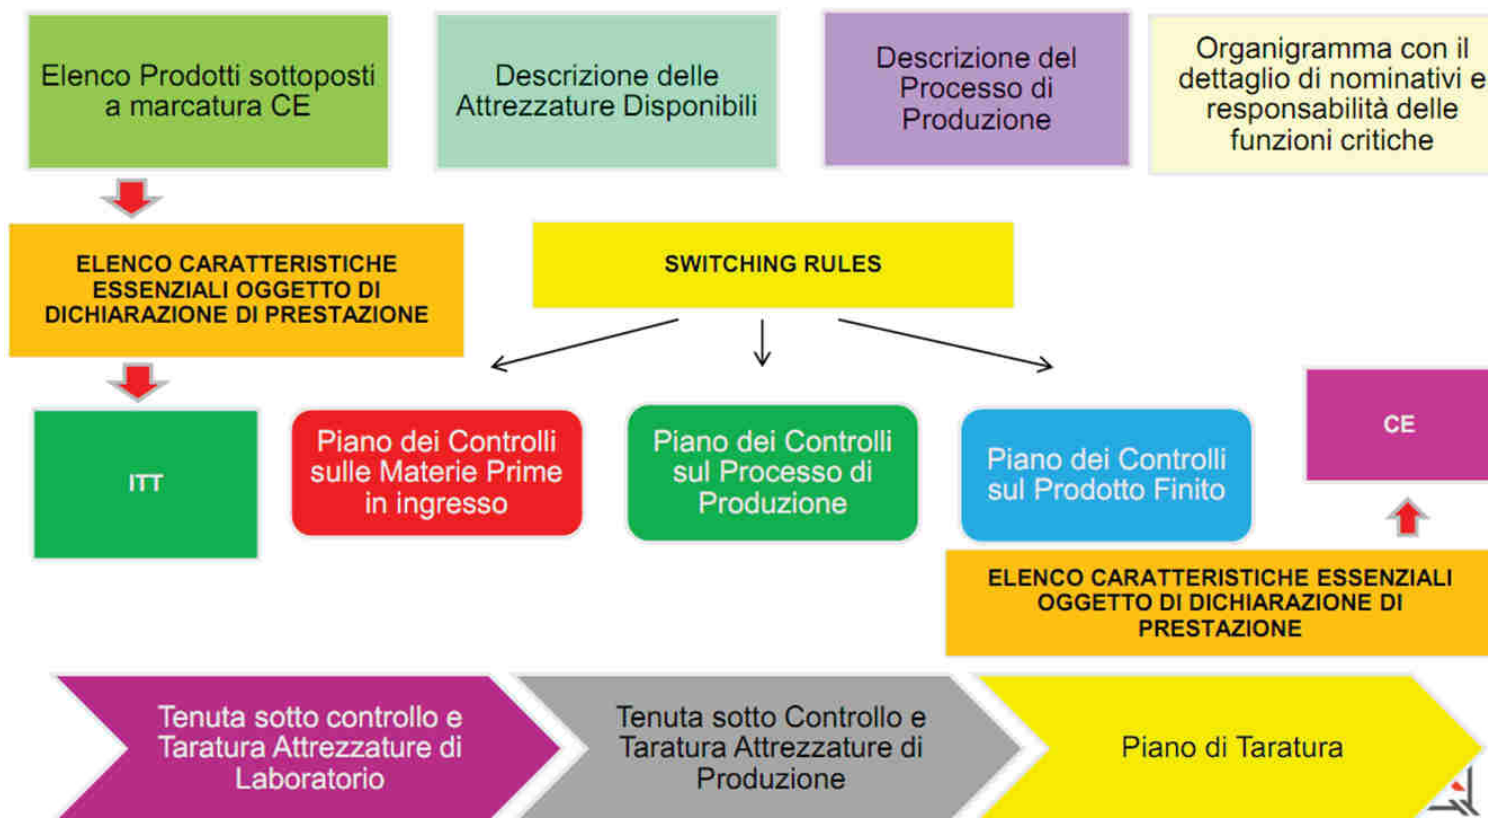 Elenco Prodotti sottoposti
a marcatura CE
Descrizione delle
Attrezzature Disponibili
Descrizione del
Processo di
Produzione
Organigramma con il
dettaglio di nominativi e
responsabilità delle
funzioni critiche
ELENCO CARATTERISTICHE
ESSENZIALI OGGETTO DI
DICHIARAZIONE DI PRESTAZIONE
SWITCHING RULES
ITT
Piano dei Controlli
sulle Materie Prime
in ingresso
Piano dei Controlli
sul Processo di
Produzione
Piano dei Controlli
sul Prodotto Finito
CE
ELENCO CARATTERISTICHE ESSENZIALI
OGGETTO DI DICHIARAZIONE DI
PRESTAZIONE
Tenuta sotto controllo e
Taratura Attrezzature di
Laboratorio
Tenuta sotto Controllo e
Taratura Attrezzature di
Produzione
Piano di Taratura